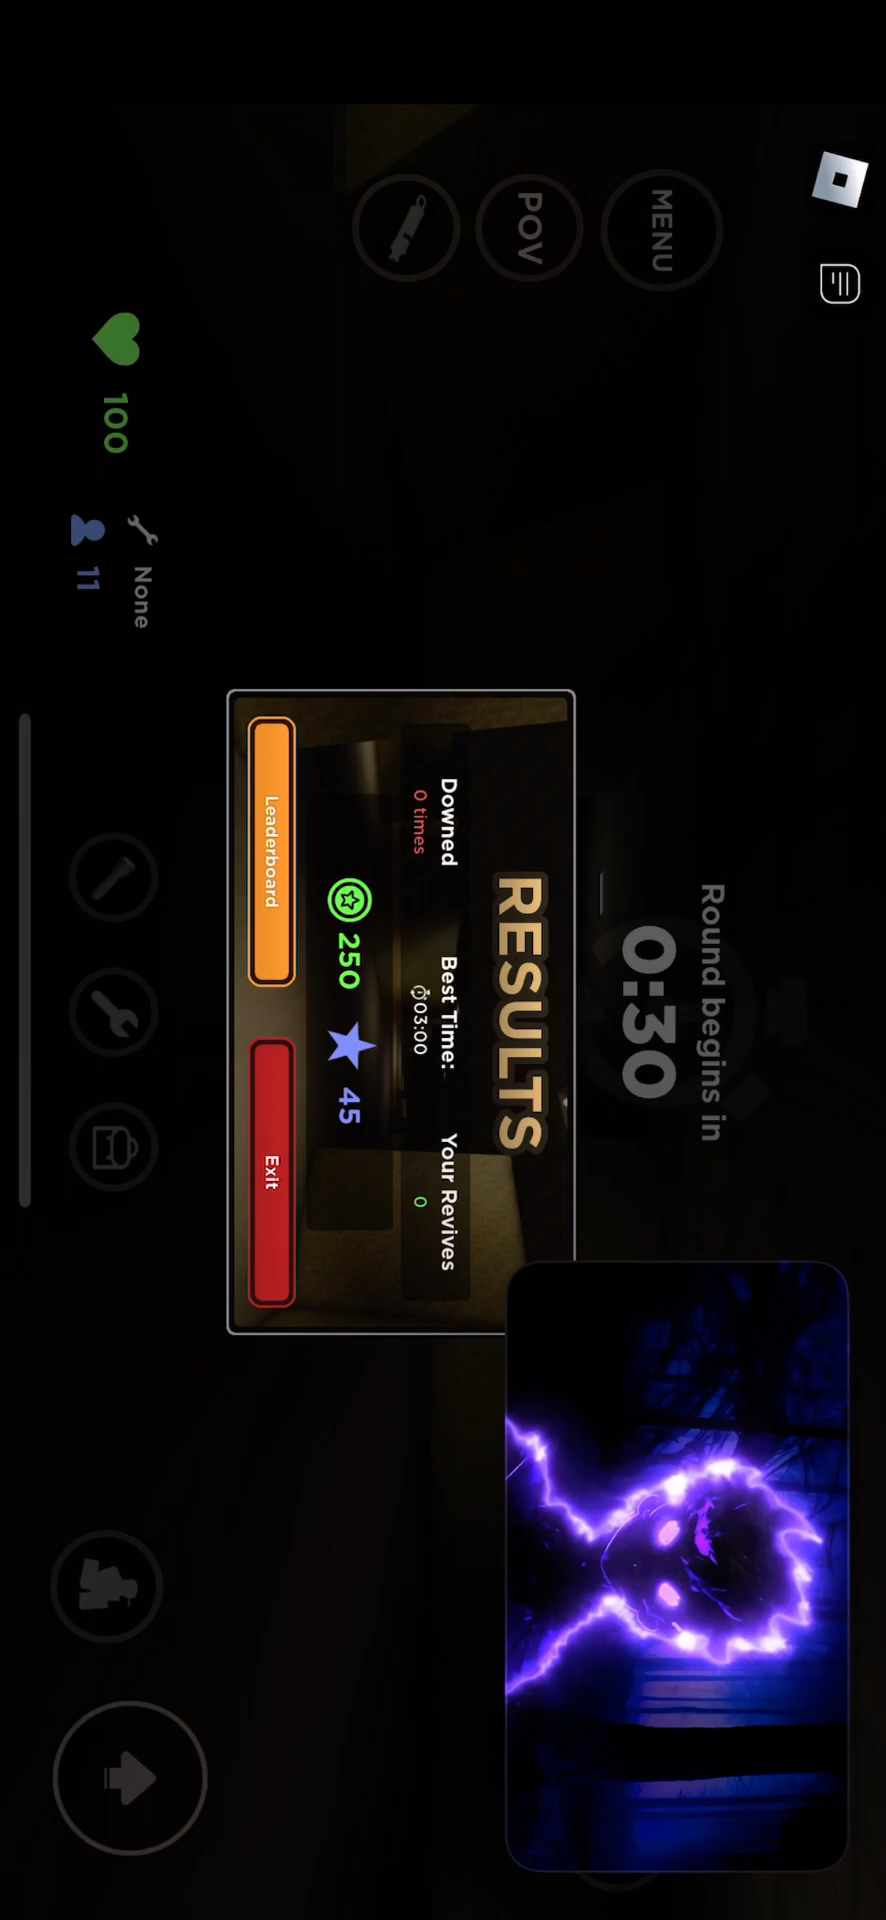 MENU
POV
Round begins in
0:30
RESULTS
Downed
0 times
Best Time:
03:00
Your Revives
0
250
45
Leaderboard
Exit
None
100
11